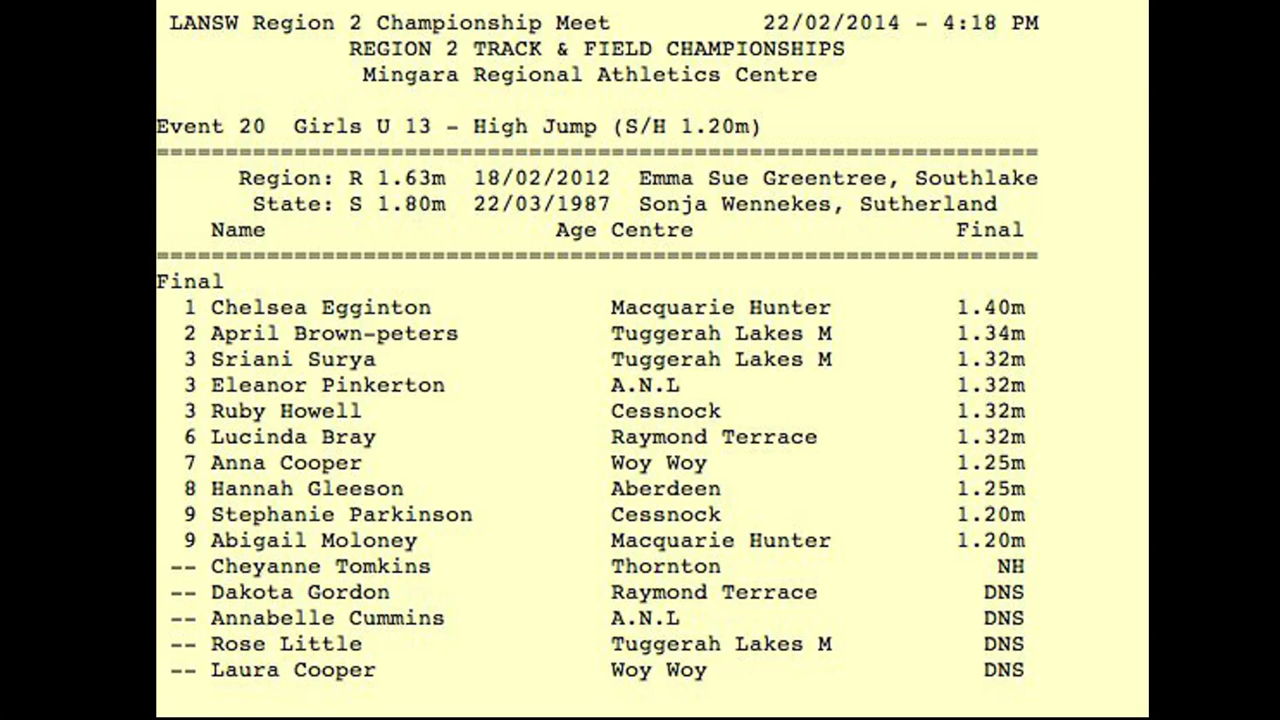 LANSW Region 2 Championship Meet 22/02/2014 - 4:18 PM
REGION 2 TRACK & FIELD CHAMPIONSHIPS
Mingara Regional Athletics Centre
Event 20 Girls U 13 - High Jump (S/H 1.20m)
================================================================
Region: R 1.63m 18/02/2012 Emma Sue Greentree, Southlake
State: S 1.80m 22/03/1987 Sonja Wennekes, Sutherland
Name Age Centre Final
================================================================
Final
1 Chelsea Egginton Macquarie Hunter 1.40m
2 April Brown-peters Tuggerah Lakes M 1.34m
3 Sriani Surya Tuggerah Lakes M 1.32m
3 Eleanor Pinkerton A.N.L 1.32m
3 Ruby Howell Cessnock 1.32m
6 Lucinda Bray Raymond Terrace 1.32m
7 Anna Cooper Woy Woy 1.25m
8 Hannah Gleeson Aberdeen 1.25m
9 Stephanie Parkinson Cessnock 1.20m
9 Abigail Moloney Macquarie Hunter 1.20m
-- Cheyanne Tomkins Thornton NH
-- Dakota Gordon Raymond Terrace DNS
-- Annabelle Cummins A.N.L DNS
-- Rose Little Tuggerah Lakes M DNS
-- Laura Cooper Woy Woy DNS